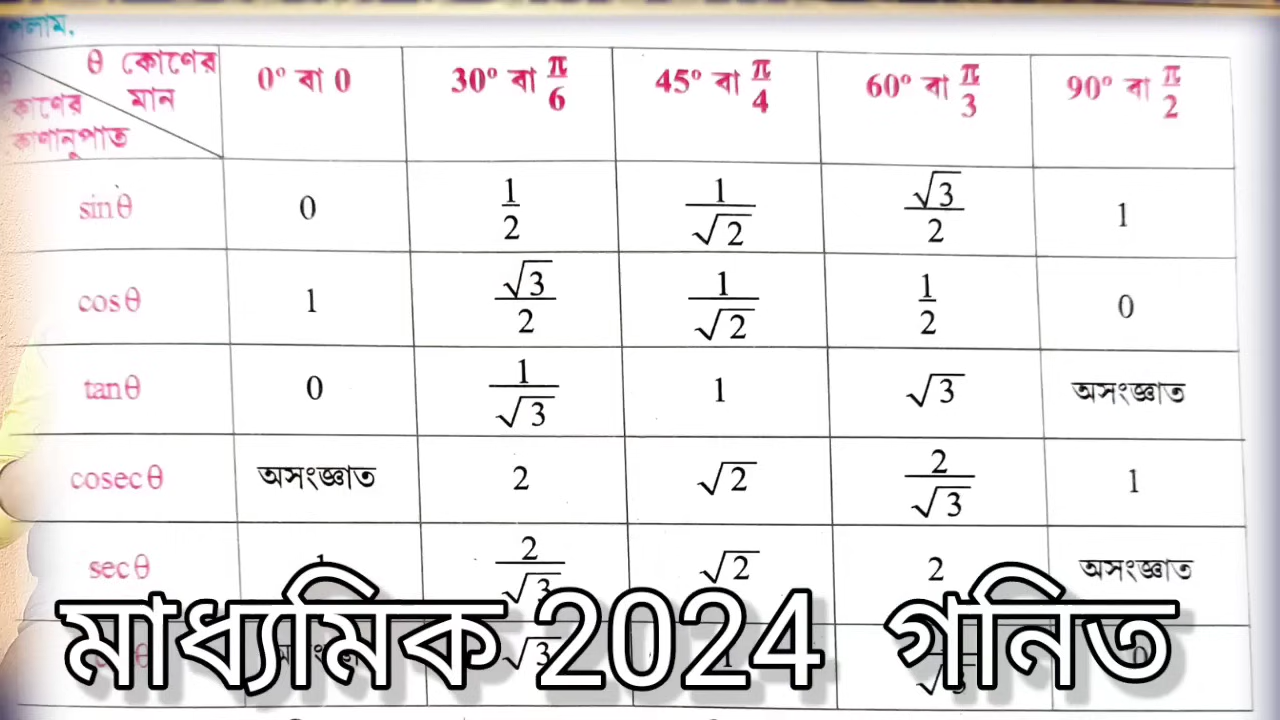 θ কোণের মান 0° বা 0 30° বা π/6 45° বা π/4 60° বা π/3 90° বা π/2
কোণানুপাত
sinθ 0 1/2 1/√2 √3/2 1
cosθ 1 √3/2 1/√2 1/2 0
tanθ 0 1/√3 1 √3 অসংজ্ঞাত
cosecθ অসংজ্ঞাত 2 √2 2/√3 1
secθ 2/√3 √2 2 অসংজ্ঞাত
√3
মাধ্যমিক 2024 গনিত